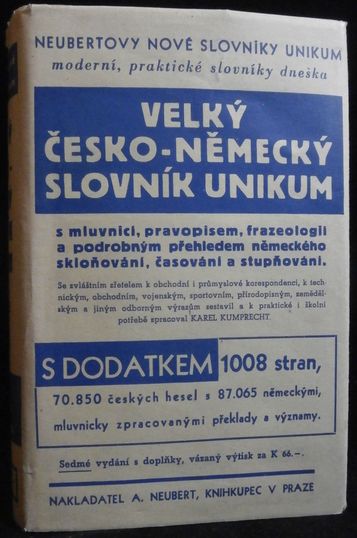 NEUBERTOVY NOVÉ SLOVNÍKY UNIKUM
moderní, praktické slovníky dneška
VELKÝ
ČESKO-NĚMECKÝ
SLOVNÍK UNIKUM
s mluvnicí, pravopisem, frazeologií
a podrobným přehledem německého
skloňování, časování a stupňování.
Se zvláštním zřetelem k obchodní i průmyslové korespondenci, k tech-
nickým, obchodním, vojenským, sportovním, přírodopisným, zeměděl-
ským a jiným odborným výrazům sestavil a k praktické i školní
potřebě zpracoval KAREL KUMPRECHT.
S DODATKEM 1008 stran,
70.850 českých hesel s 87.065 německými,
mluvnicky zpracovanými překlady a významy.
Sedmé vydání s doplňky, vázaný výtisk za K 66.–.
NAKLADATEL A. NEUBERT, KNIHKUPEC V PRAZE